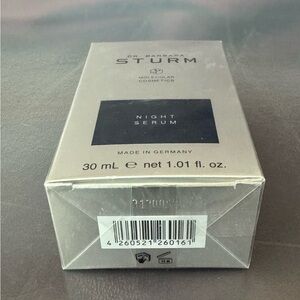 DR. BARBARA
STURM
MOLECULAR
COSMETICS
NIGHT
SERUM
MADE IN GERMANY
30 mL e net 1.01 fl. oz.
4 260521 260161